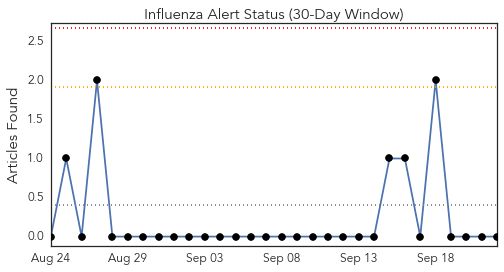 Influenza Alert Status (30-Day Window)
Articles Found
2.5
2.0
1.5
1.0
0.5
0.0
Aug 24 Aug 29 Sep 03 Sep 08 Sep 13 Sep 18